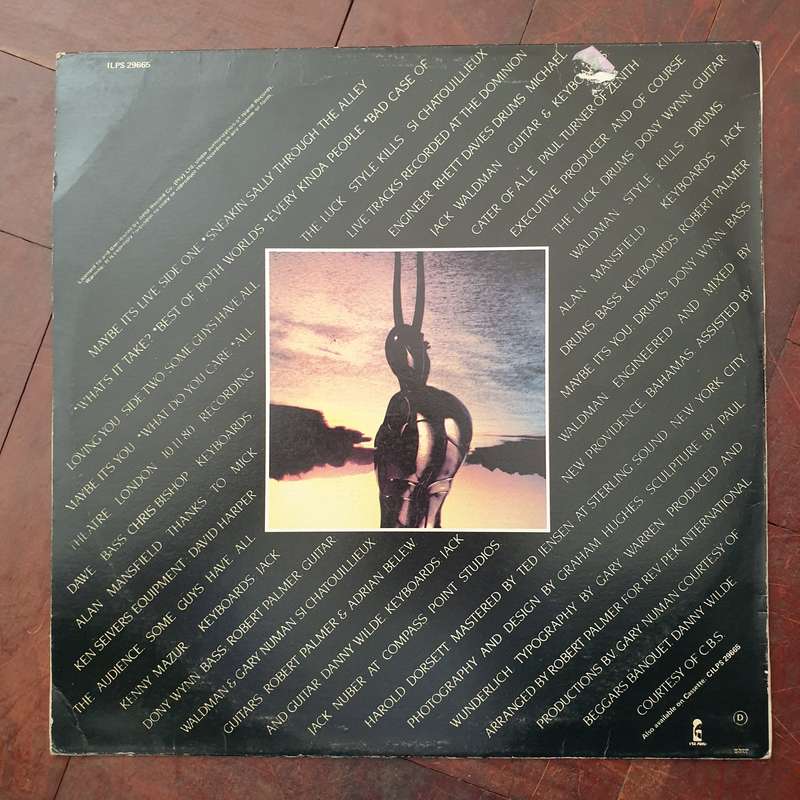 ILPS 29665
MAYBE IT'S LIVE SIDE ONE •SNEAKIN SALLY THROUGH THE ALLEY
•WHAT'S IT TAKE? •BEST OF BOTH WORLDS •EVERY KINDA PEOPLE •BAD CASE OF
LOVING YOU SIDE TWO SOME GUYS HAVE ALL THE LUCK STYLE KILLS SI CHATOUILLIEUX
MAYBE IT'S YOU •WHAT DO YOU CARE •ALL LIVE TRACKS RECORDED AT THE DOMINION
THEATRE LONDON 10·11·80 RECORDING ENGINEER RHETT DAVIES DRUMS MICHAEL
DAWE BASS CHRIS BISHOP KEYBOARDS JACK WALDMAN GUITAR & KEYBOARDS
ALAN MANSFIELD THANKS TO MICK CATER OF A.L.E PAUL TURNER OF ZENITH
KEN SEIVERS EQUIPMENT DAVID HARPER EXECUTIVE PRODUCER AND OF COURSE
THE AUDIENCE SOME GUYS HAVE ALL THE LUCK DRUMS DONY WYNN GUITAR
KENNY MAZUR KEYBOARDS JACK WALDMAN STYLE KILLS DRUMS
DONY WYNN BASS ROBERT PALMER GUITAR ALAN MANSFIELD KEYBOARDS JACK
WALDMAN & GARY NUMAN SI CHATOUILLIEUX DRUMS BASS KEYBOARDS ROBERT PALMER
GUITARS ROBERT PALMER & ADRIAN BELEW MAYBE IT'S YOU DRUMS DONY WYNN BASS
AND GUITAR DANNY WILDE KEYBOARDS JACK WALDMAN ENGINEERED AND MIXED BY
JACK NUBER AT COMPASS POINT STUDIOS NEW PROVIDENCE BAHAMAS ASSISTED BY
HAROLD DORSETT MASTERED BY TED JENSEN AT STERLING SOUND NEW YORK CITY
PHOTOGRAPHY AND DESIGN BY GRAHAM HUGHES SCULPTURE BY PAUL
WUNDERLICH TYPOGRAPHY BY GARY WARREN PRODUCED AND
ARRANGED BY ROBERT PALMER FOR REV PEK INTERNATIONAL
PRODUCTIONS BY GARY NUMAN COURTESY OF
BEGGARS BANQUET DANNY WILDE
COURTESY OF C.B.S.
Also available on Cassette: CILPS 29665
D